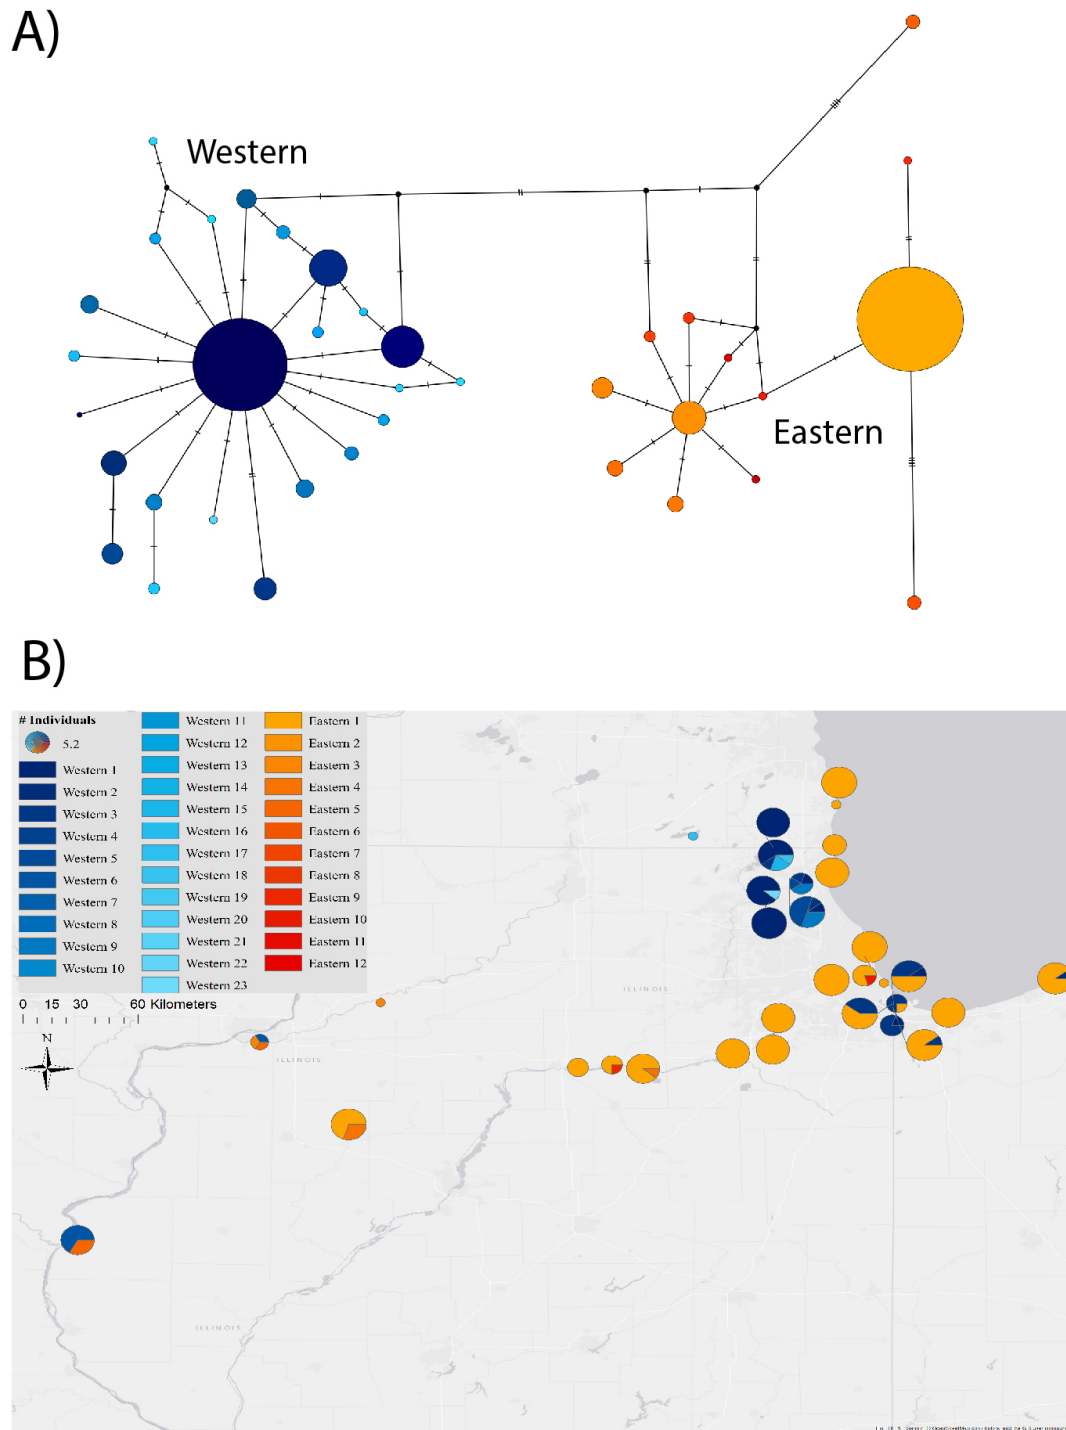 A)
Western
Eastern
B)
# Individuals
5.2
Western 1
Western 2
Western 3
Western 4
Western 5
Western 6
Western 7
Western 8
Western 9
Western 10
Western 11
Western 12
Western 13
Western 14
Western 15
Western 16
Western 17
Western 18
Western 19
Western 20
Western 21
Western 22
Western 23
Eastern 1
Eastern 2
Eastern 3
Eastern 4
Eastern 5
Eastern 6
Eastern 7
Eastern 8
Eastern 9
Eastern 10
Eastern 11
Eastern 12
0 15 30 60 Kilometers
N
ILLINOIS
ILLINOIS
ILLINOIS